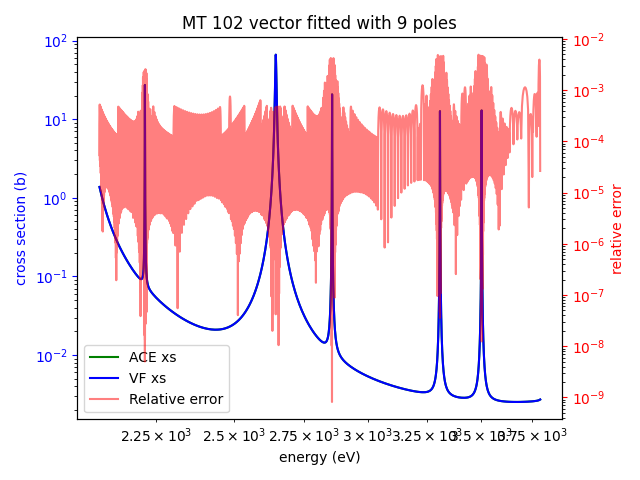 MT 102 vector fitted with 9 poles
10²
10¹
10⁰
10⁻¹
10⁻²
cross section (b)
10⁻²
10⁻³
10⁻⁴
10⁻⁵
10⁻⁶
10⁻⁷
10⁻⁸
10⁻⁹
relative error
ACE xs
VF xs
Relative error
2.25 × 10³ 2.5 × 10³ 2.75 × 10³ 3 × 10³ 3.25 × 10³ 3.5 × 10³ 3.75 × 10³
energy (eV)